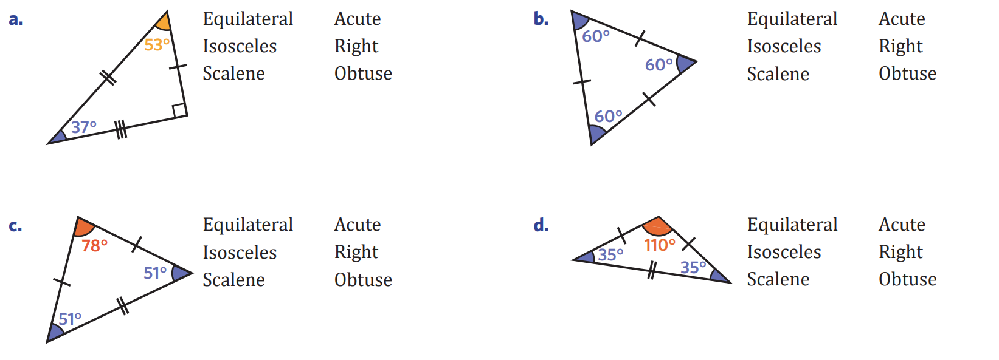 a.
Equilateral Acute
53°
Isosceles Right
Scalene Obtuse
37°
b.
Equilateral Acute
60°
Isosceles Right
60°
Scalene Obtuse
60°
c.
Equilateral Acute
78°
Isosceles Right
51°
Scalene Obtuse
51°
d.
Equilateral Acute
110°
35°
Isosceles Right
35°
Scalene Obtuse